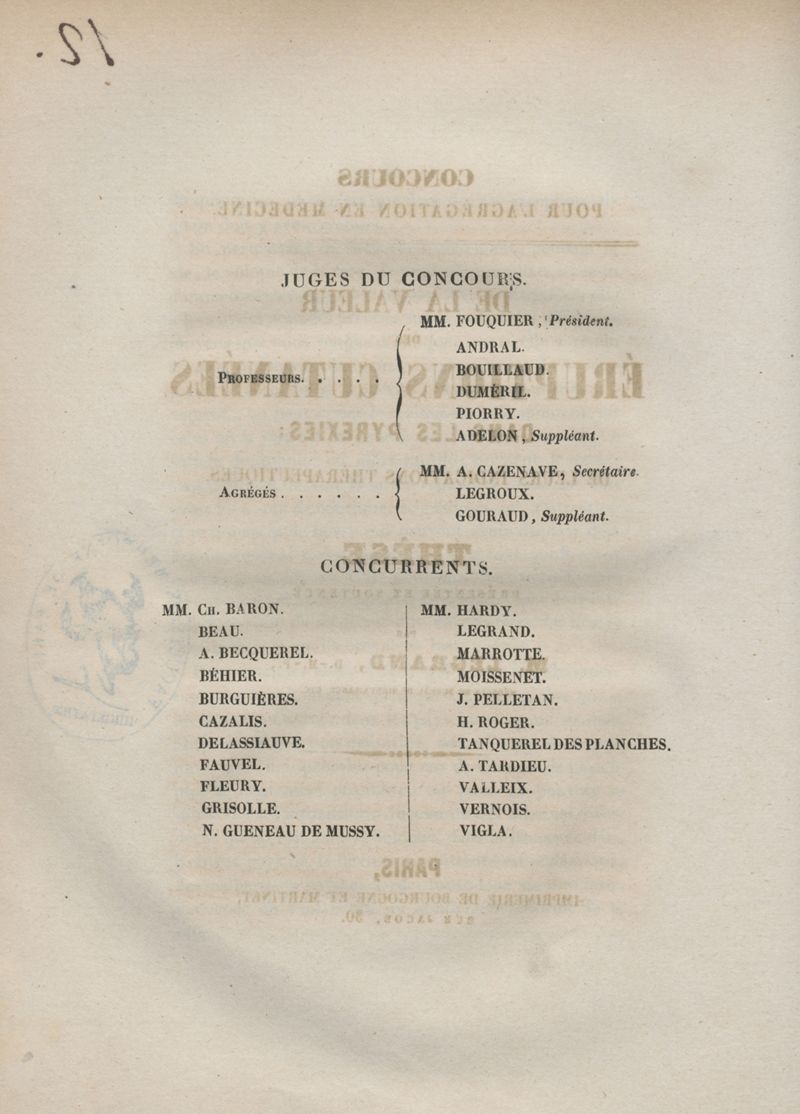 JUGES DU CONCOURS.
MM. FOUQUIER, Président.
ANDRAL.
PROFESSEURS. . . . . BOUILLAUD.
DUMÉRIL.
PIORRY.
ADELON, Suppléant.
MM. A. CAZENAVE, Secrétaire.
AGRÉGÉS . . . . . . LEGROUX.
GOURAUD, Suppléant.
CONCURRENTS.
MM. CH. BARON.
BEAU.
A. BECQUEREL.
BÉHIER.
BURGUIÈRES.
CAZALIS.
DELASSIAUVE.
FAUVEL.
FLEURY.
GRISOLLE.
N. GUENEAU DE MUSSY.
MM. HARDY.
LEGRAND.
MARROTTE.
MOISSENET.
J. PELLETAN.
H. ROGER.
TANQUEREL DES PLANCHES.
A. TARDIEU.
VALLEIX.
VERNOIS.
VIGLA.